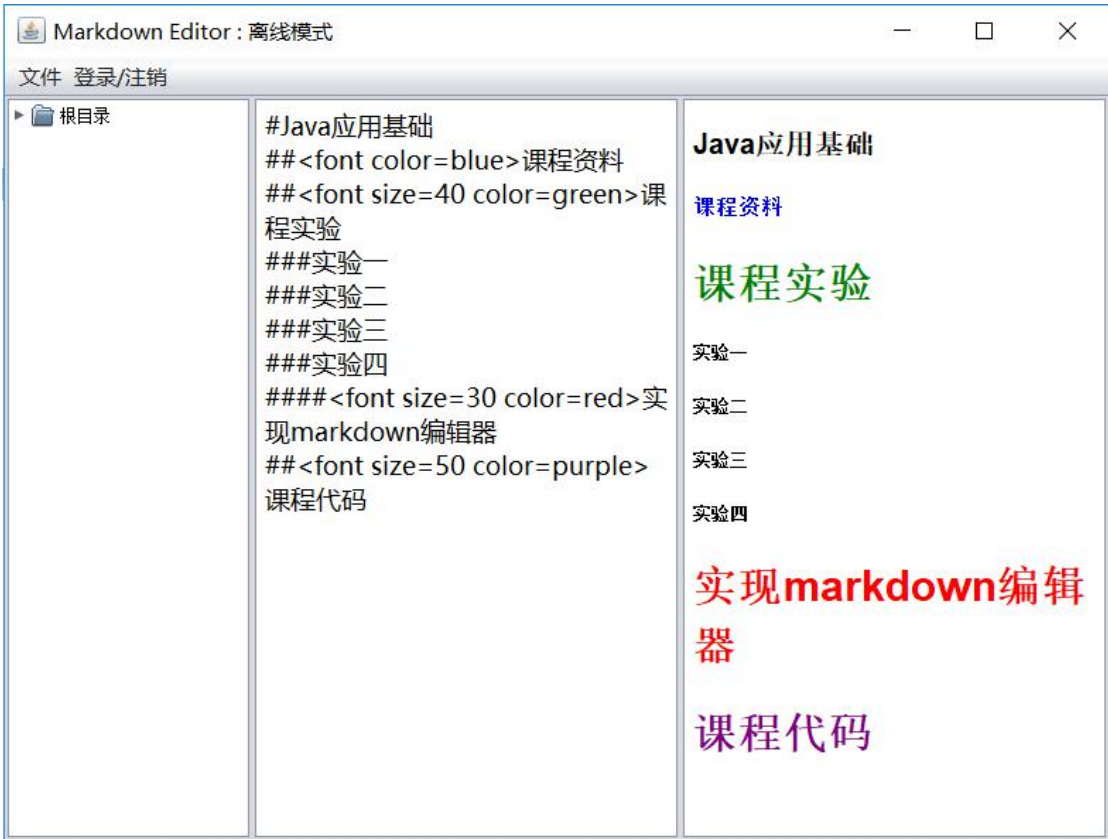 Markdown Editor : 离线模式
文件 登录/注销
根目录
#Java应用基础
##<font color=blue>课程资料
##<font size=40 color=green>课
程实验
###实验一
###实验二
###实验三
###实验四
####<font size=30 color=red>实
现markdown编辑器
##<font size=50 color=purple>
课程代码
Java应用基础
课程资料
课程实验
实验一
实验二
实验三
实验四
实现markdown编辑
器
课程代码